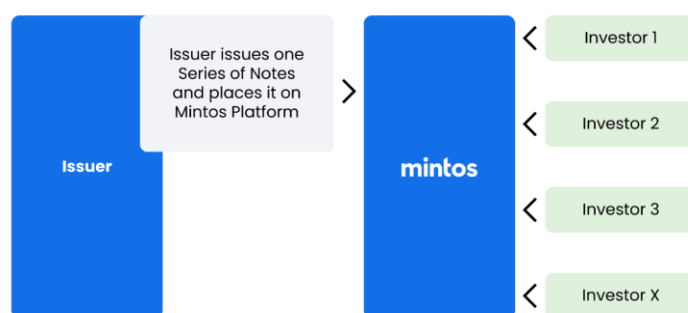 Issuer issues one
Series of Notes
and places it on
Mintos Platform
Issuer
mintos
Investor 1
Investor 2
Investor 3
Investor X